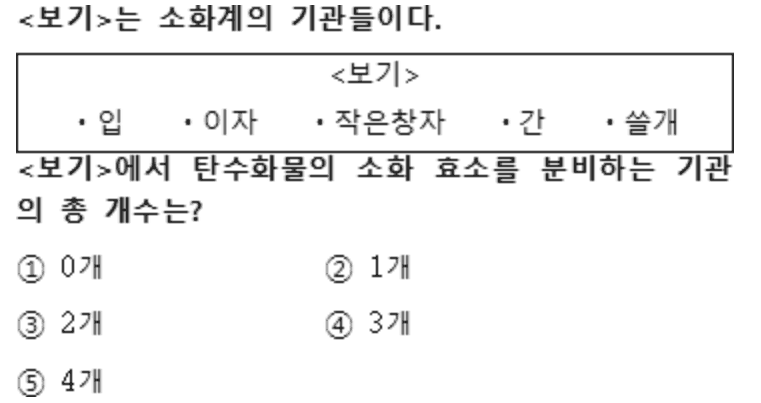 <보기>는 소화계의 기관들이다.
<보기>
・입 ・이자 ・작은창자 ・간 ・쓸개
<보기>에서 탄수화물의 소화 효소를 분비하는 기관
의 총 개수는?
① 0개 ② 1개
③ 2개 ④ 3개
⑤ 4개